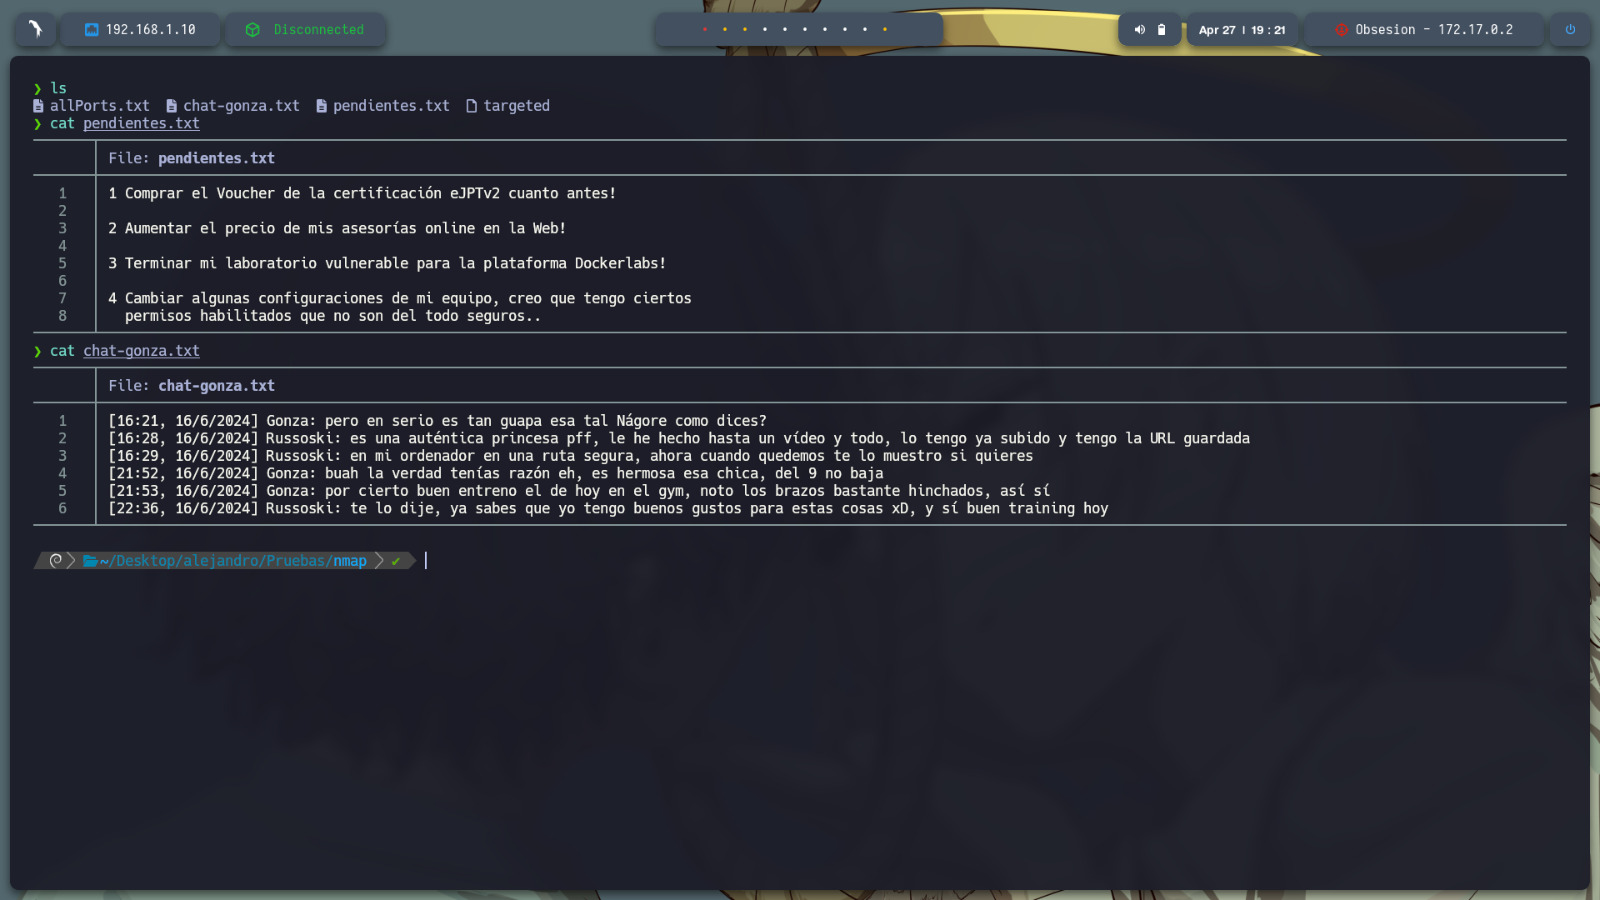 192.168.1.10
Disconnected
Apr 27 | 19 : 21
Obsesion - 172.17.0.2
❯ ls
allPorts.txt chat-gonza.txt pendientes.txt targeted
❯ cat pendientes.txt
File: pendientes.txt
1 1 Comprar el Voucher de la certificación eJPTv2 cuanto antes!
2
3 2 Aumentar el precio de mis asesorías online en la Web!
4
5 3 Terminar mi laboratorio vulnerable para la plataforma Dockerlabs!
6
7 4 Cambiar algunas configuraciones de mi equipo, creo que tengo ciertos
8 permisos habilitados que no son del todo seguros..
❯ cat chat-gonza.txt
File: chat-gonza.txt
1 [16:21, 16/6/2024] Gonza: pero en serio es tan guapa esa tal Nágore como dices?
2 [16:28, 16/6/2024] Russoski: es una auténtica princesa pff, le he hecho hasta un vídeo y todo, lo tengo ya subido y tengo la URL guardada
3 [16:29, 16/6/2024] Russoski: en mi ordenador en una ruta segura, ahora cuando quedemos te lo muestro si quieres
4 [21:52, 16/6/2024] Gonza: buah la verdad tenías razón eh, es hermosa esa chica, del 9 no baja
5 [21:53, 16/6/2024] Gonza: por cierto buen entreno el de hoy en el gym, noto los brazos bastante hinchados, así sí
6 [22:36, 16/6/2024] Russoski: te lo dije, ya sabes que yo tengo buenos gustos para estas cosas xD, y sí buen training hoy
~/Desktop/alejandro/Pruebas/nmap ✔